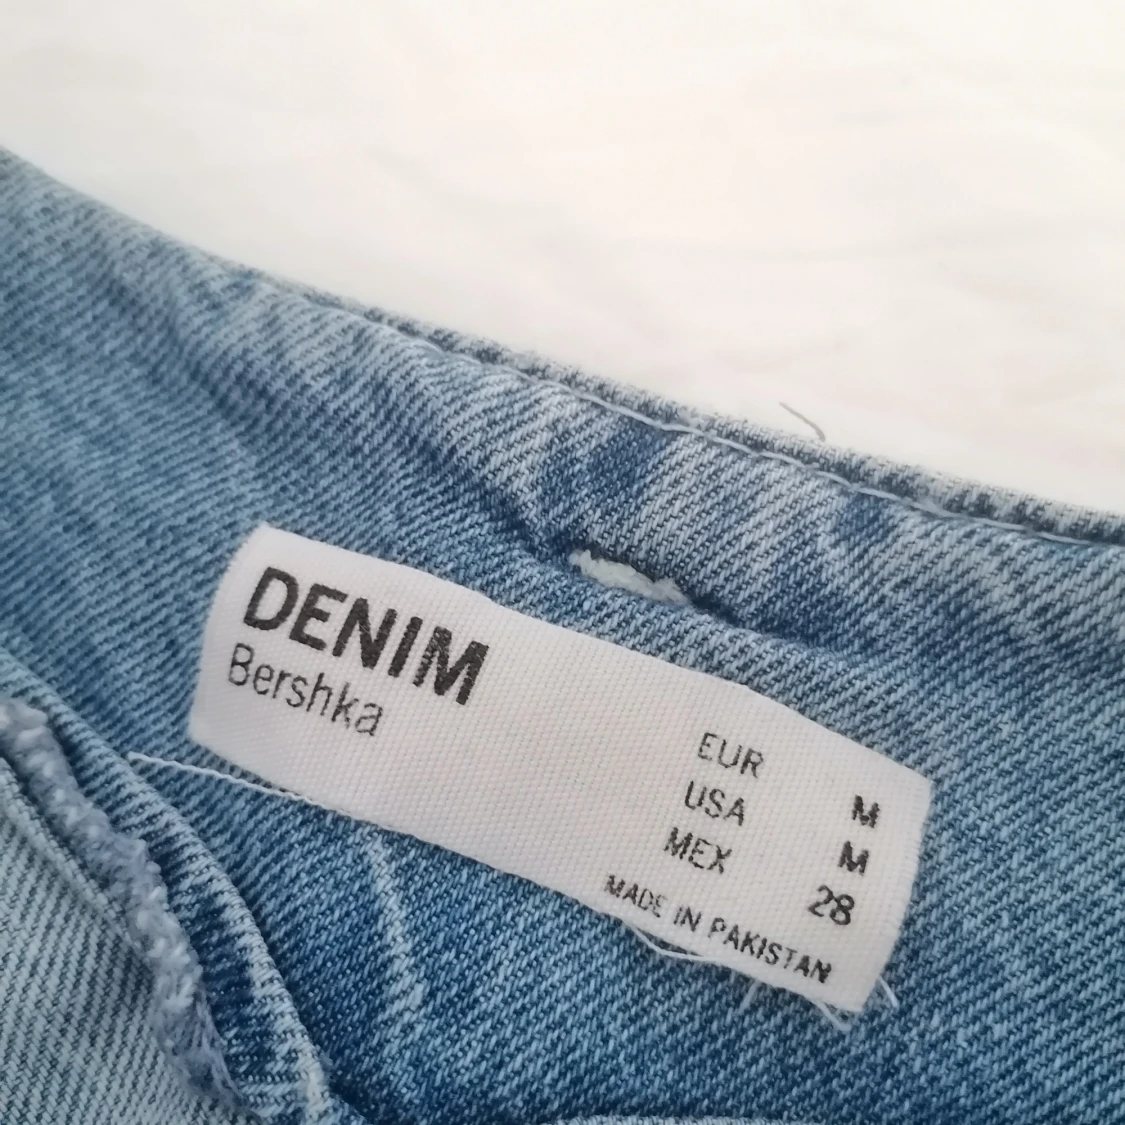 DENIM
Bershka
EUR M
USA M
MEX 28
MADE IN PAKISTAN